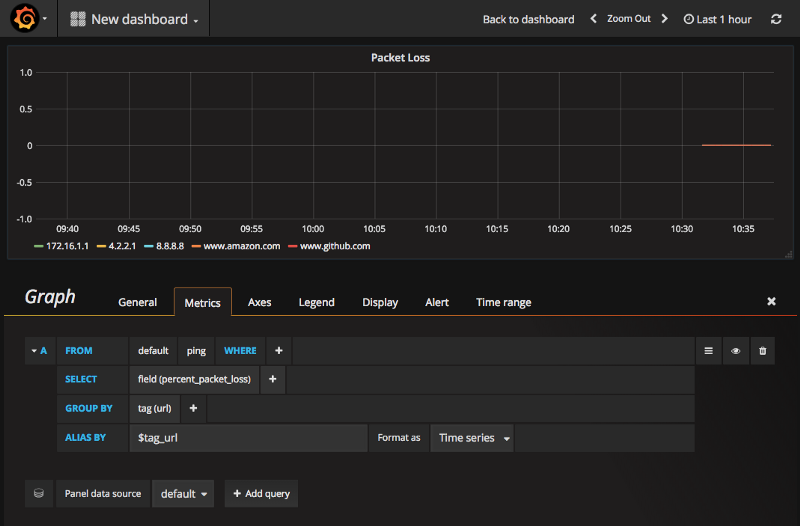 New dashboard Back to dashboard Zoom Out Last 1 hour
Packet Loss
1.0
0.5
0
-0.5
-1.0
09:40 09:45 09:50 09:55 10:00 10:05 10:10 10:15 10:20 10:25 10:30 10:35
172.16.1.1 4.2.2.1 8.8.8.8 www.amazon.com www.github.com
Graph General Metrics Axes Legend Display Alert Time range
A FROM default ping WHERE +
SELECT field (percent_packet_loss) +
GROUP BY tag (url) +
ALIAS BY $tag_url Format as Time series
Panel data source default + Add query